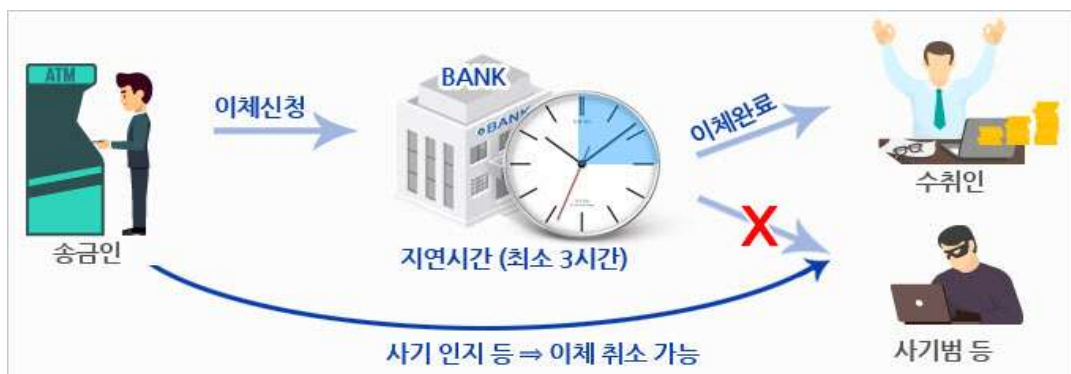 ATM
송금인
이체신청
BANK
BANK
지연시간 (최소 3시간)
이체완료
수취인
X
사기범 등
사기 인지 등 ⇒ 이체 취소 가능